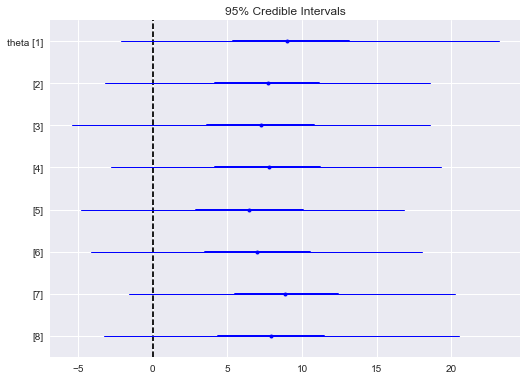 95% Credible Intervals
theta [1]
[2]
[3]
[4]
[5]
[6]
[7]
[8]
−5 0 5 10 15 20